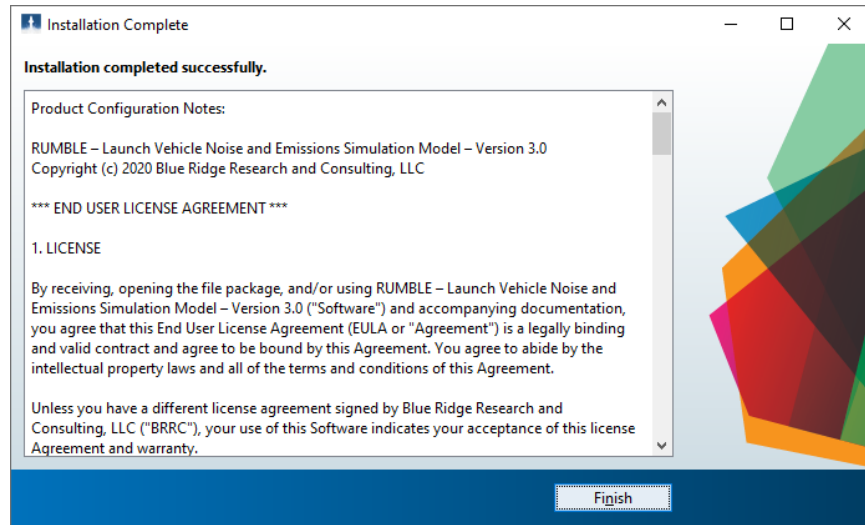 Installation Complete
Installation completed successfully.
Product Configuration Notes:
RUMBLE – Launch Vehicle Noise and Emissions Simulation Model – Version 3.0
Copyright (c) 2020 Blue Ridge Research and Consulting, LLC
*** END USER LICENSE AGREEMENT ***
1. LICENSE
By receiving, opening the file package, and/or using RUMBLE – Launch Vehicle Noise and
Emissions Simulation Model – Version 3.0 ("Software") and accompanying documentation,
you agree that this End User License Agreement (EULA or "Agreement") is a legally binding
and valid contract and agree to be bound by this Agreement. You agree to abide by the
intellectual property laws and all of the terms and conditions of this Agreement.
Unless you have a different license agreement signed by Blue Ridge Research and
Consulting, LLC ("BRRC"), your use of this Software indicates your acceptance of this license
Agreement and warranty.
Finish